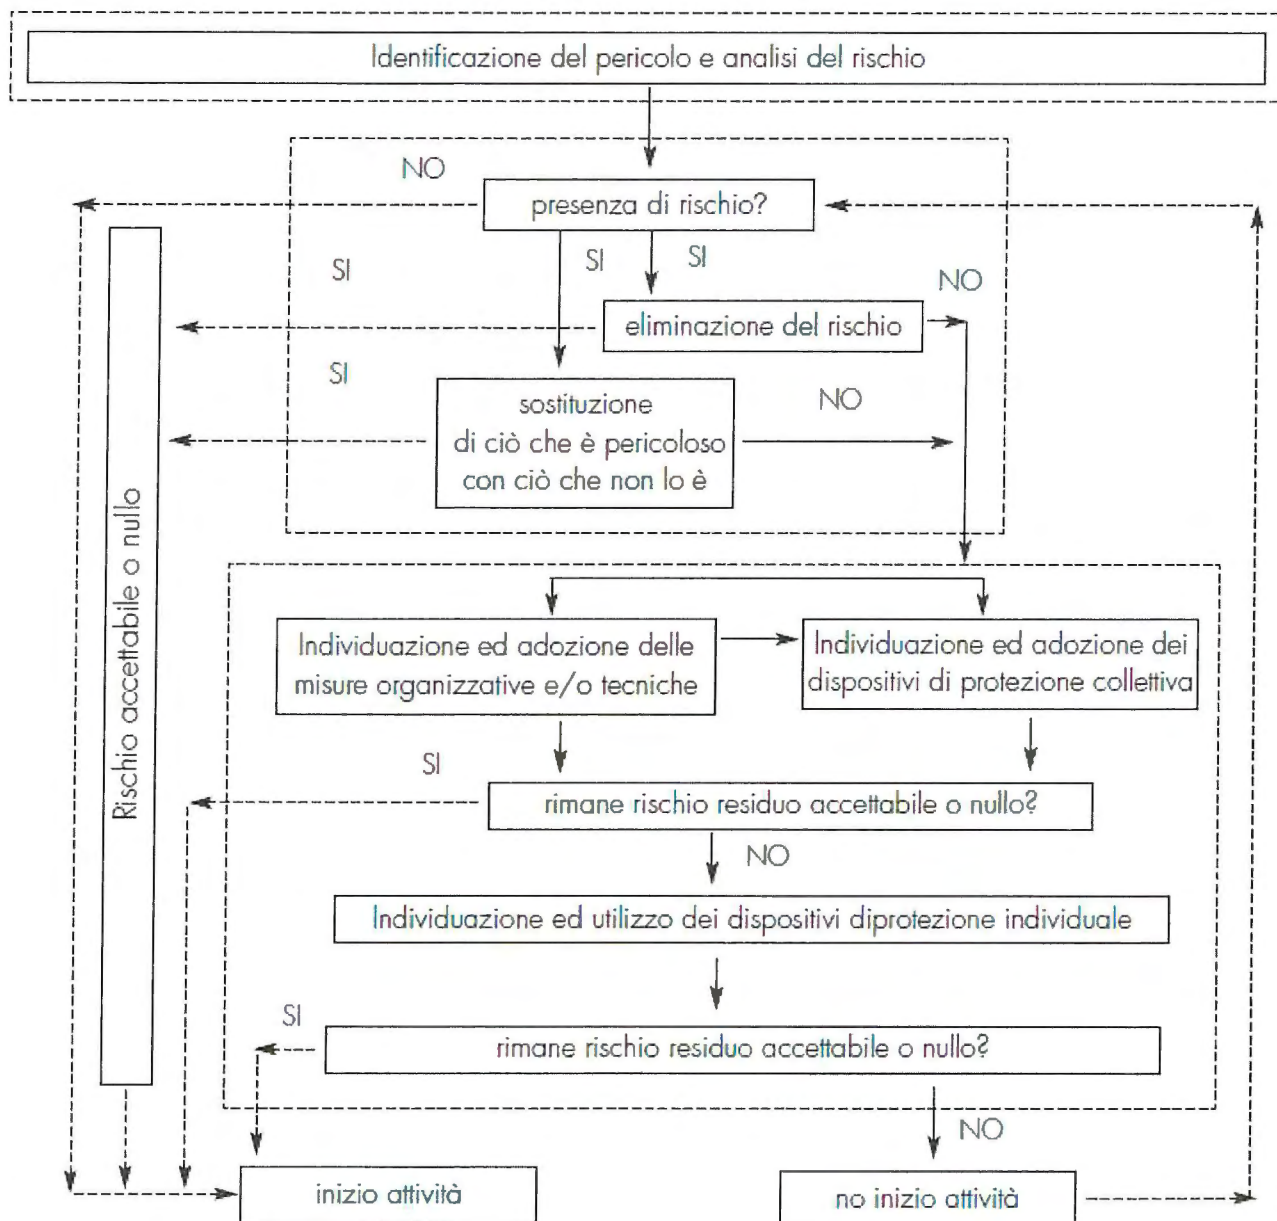 Identificazione del pericolo e analisi del rischio
NO
presenza di rischio?
SI
SI
SI
NO
eliminazione del rischio
SI
sostituzione
di ciò che è pericoloso
con ciò che non lo è
NO
Rischio accettabile o nullo
Individuazione ed adozione delle
misure organizzative e/o tecniche
Individuazione ed adozione dei
dispositivi di protezione collettiva
SI
rimane rischio residuo accettabile o nullo?
NO
Individuazione ed utilizzo dei dispositivi diprotezione individuale
SI
rimane rischio residuo accettabile o nullo?
NO
inizio attività
no inizio attività